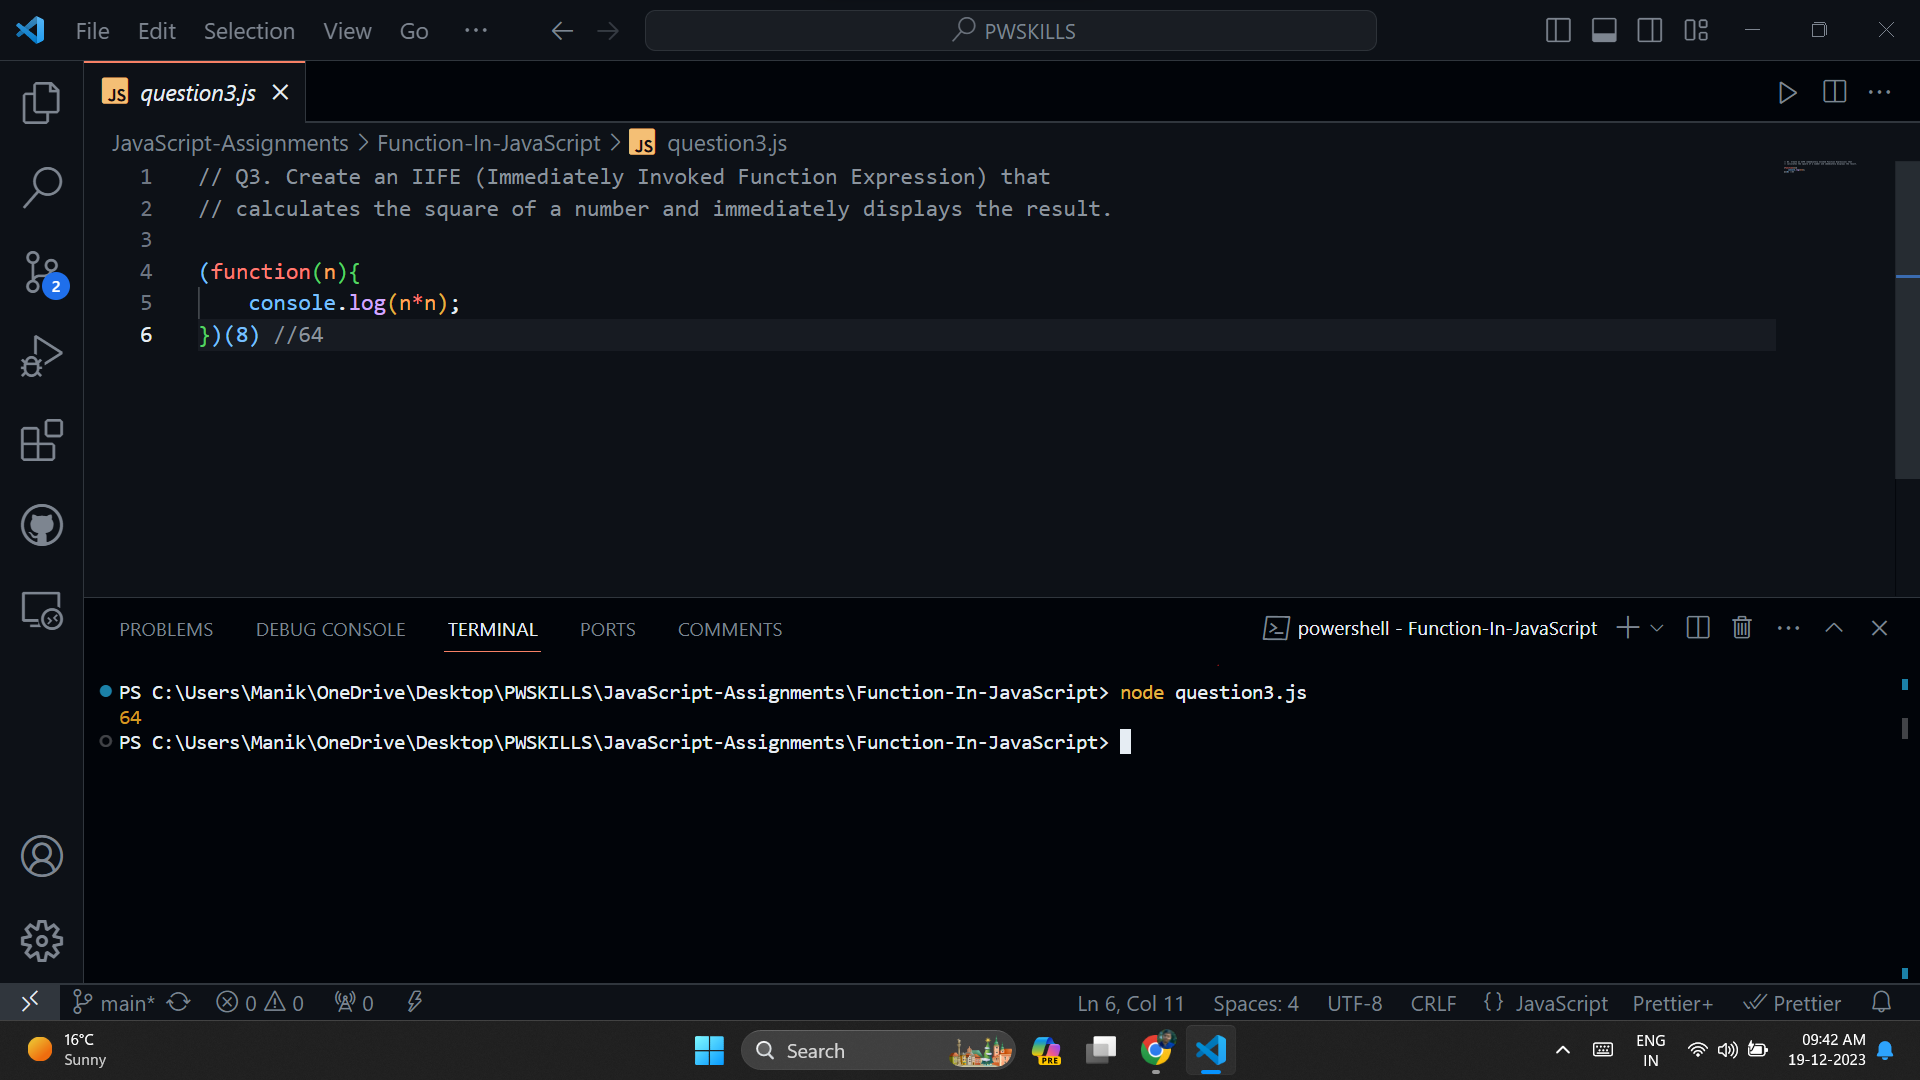 File Edit Selection View Go ··· PWSKILLS
JS question3.js
JavaScript-Assignments > Function-In-JavaScript > JS question3.js
1 // Q3. Create an IIFE (Immediately Invoked Function Expression) that
2 // calculates the square of a number and immediately displays the result.
3
4 (function(n){
5 console.log(n*n);
6 })(8) //64
2
PROBLEMS DEBUG CONSOLE TERMINAL PORTS COMMENTS powershell - Function-In-JavaScript
PS C:\Users\Manik\OneDrive\Desktop\PWSKILLS\JavaScript-Assignments\Function-In-JavaScript> node question3.js
64
PS C:\Users\Manik\OneDrive\Desktop\PWSKILLS\JavaScript-Assignments\Function-In-JavaScript>
main* 0 0 0 Ln 6, Col 11 Spaces: 4 UTF-8 CRLF {} JavaScript Prettier+ Prettier
16°C
Sunny
Search
PRE
ENG
IN
09:42 AM
19-12-2023